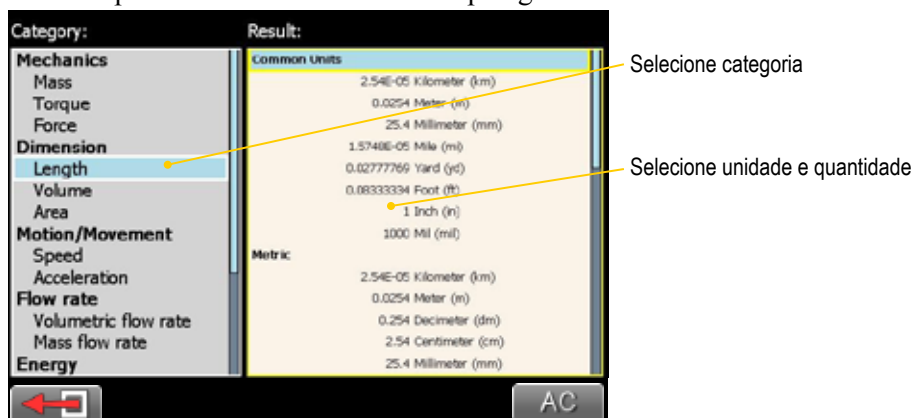 Category:
Result:
Mechanics
Mass
Torque
Force
Dimension
Length
Volume
Area
Motion/Movement
Speed
Acceleration
Flow rate
Volumetric flow rate
Mass flow rate
Energy
Common Units
2.54E-05 Kilometer (km)
0.0254 Meter (m)
25.4 Millimeter (mm)
1.5748E-05 Mile (mi)
0.02777769 Yard (yd)
0.08333334 Foot (ft)
1 Inch (in)
1000 Mil (mil)
Metric
2.54E-05 Kilometer (km)
0.0254 Meter (m)
0.254 Decimeter (dm)
2.54 Centimeter (cm)
25.4 Millimeter (mm)
AC
Selecione categoria
Selecione unidade e quantidade